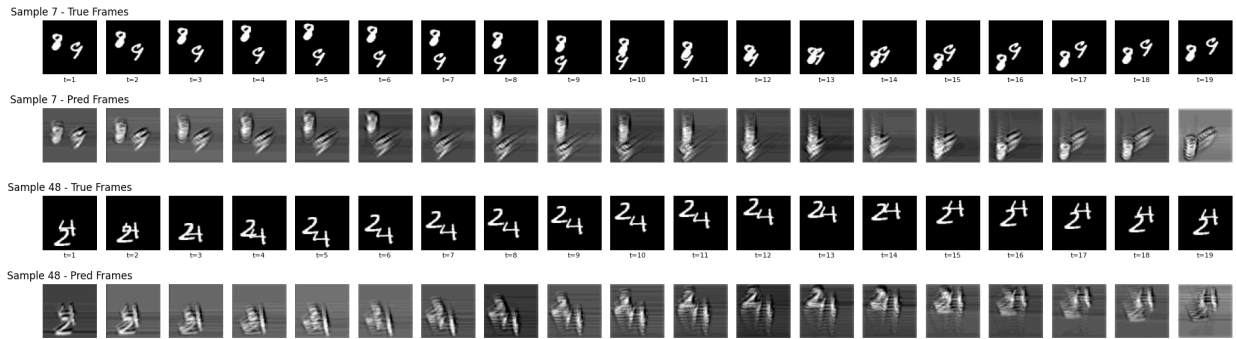 Sample 7 - True Frames
t=1 t=2 t=3 t=4 t=5 t=6 t=7 t=8 t=9 t=10 t=11 t=12 t=13 t=14 t=15 t=16 t=17 t=18 t=19
Sample 7 - Pred Frames
Sample 48 - True Frames
t=1 t=2 t=3 t=4 t=5 t=6 t=7 t=8 t=9 t=10 t=11 t=12 t=13 t=14 t=15 t=16 t=17 t=18 t=19
Sample 48 - Pred Frames